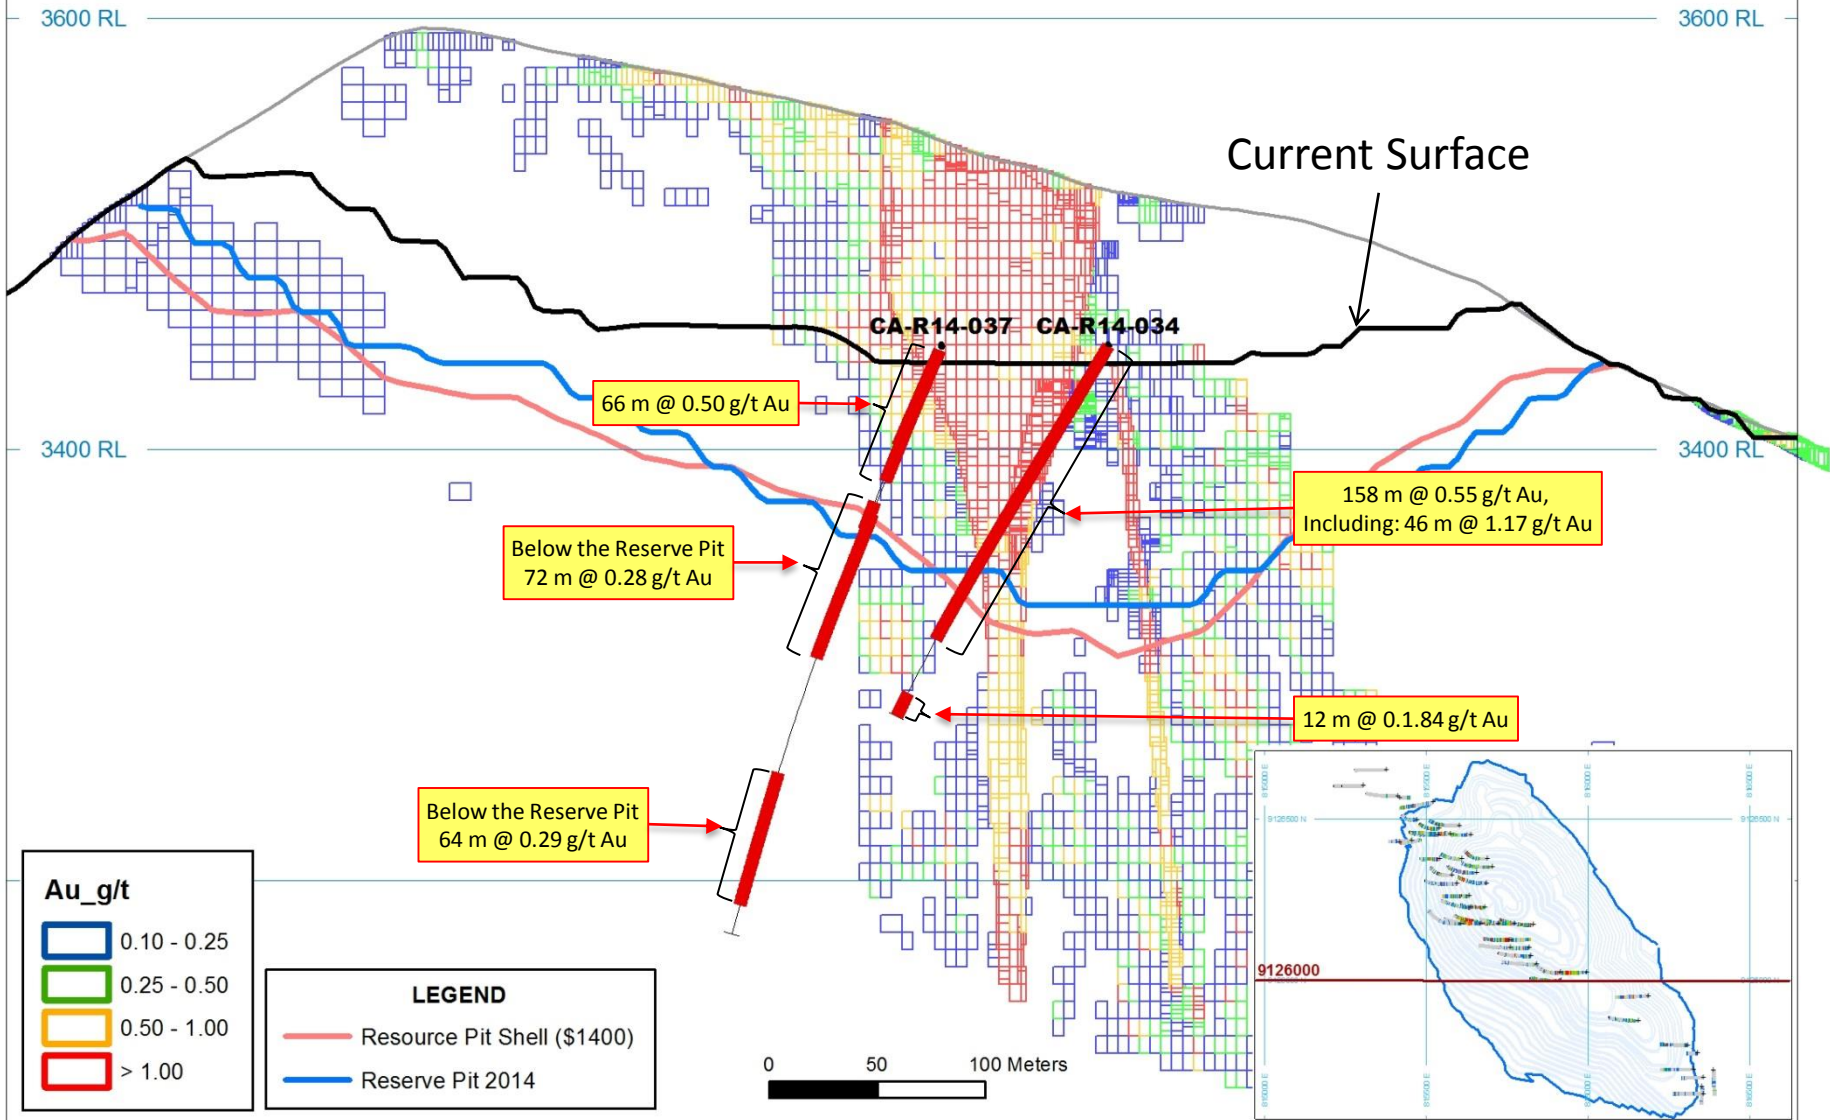 3600 RL
3600 RL
Current Surface
CA-R14-037
CA-R14-034
66 m @ 0.50 g/t Au
3400 RL
3400 RL
158 m @ 0.55 g/t Au,
Including: 46 m @ 1.17 g/t Au
Below the Reserve Pit
72 m @ 0.28 g/t Au
12 m @ 0.1.84 g/t Au
Below the Reserve Pit
64 m @ 0.29 g/t Au
Au_g/t
0.10 - 0.25
0.25 - 0.50
0.50 - 1.00
> 1.00
LEGEND
Resource Pit Shell ($1400)
Reserve Pit 2014
0
50
100 Meters
9126500 N
9126500 N
9126000